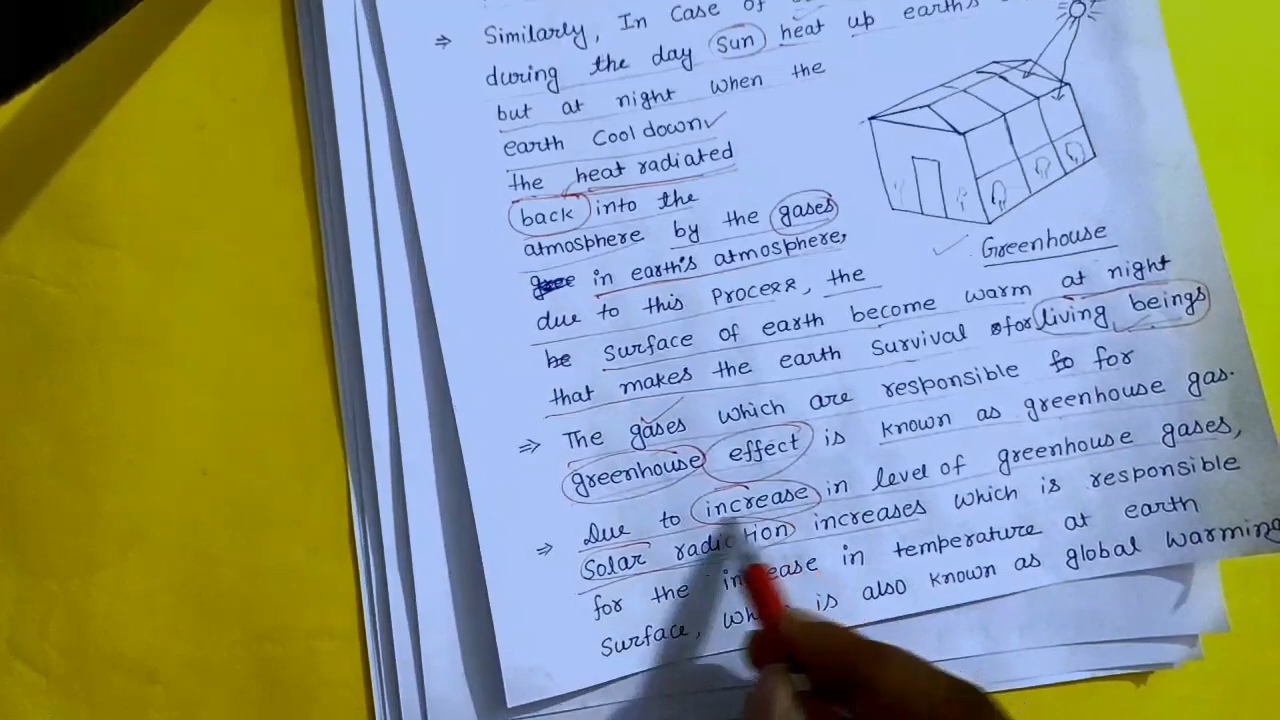 ⇒ Similarly, In case of
during the day sun heat up earth's
but at night when the
earth Cool down
the heat radiated
back into the
atmosphere by the gases
in earth's atmosphere,
due to this Process, the
surface of earth become warm at night
that makes the earth survival for living beings
⇒ The gases which are responsible for
greenhouse effect is known as greenhouse gas.
⇒ Due to increase in level of greenhouse gases,
Solar radiction increases which is responsible
for the increase in temperature at earth
Surface, is also known as global warming
Greenhouse